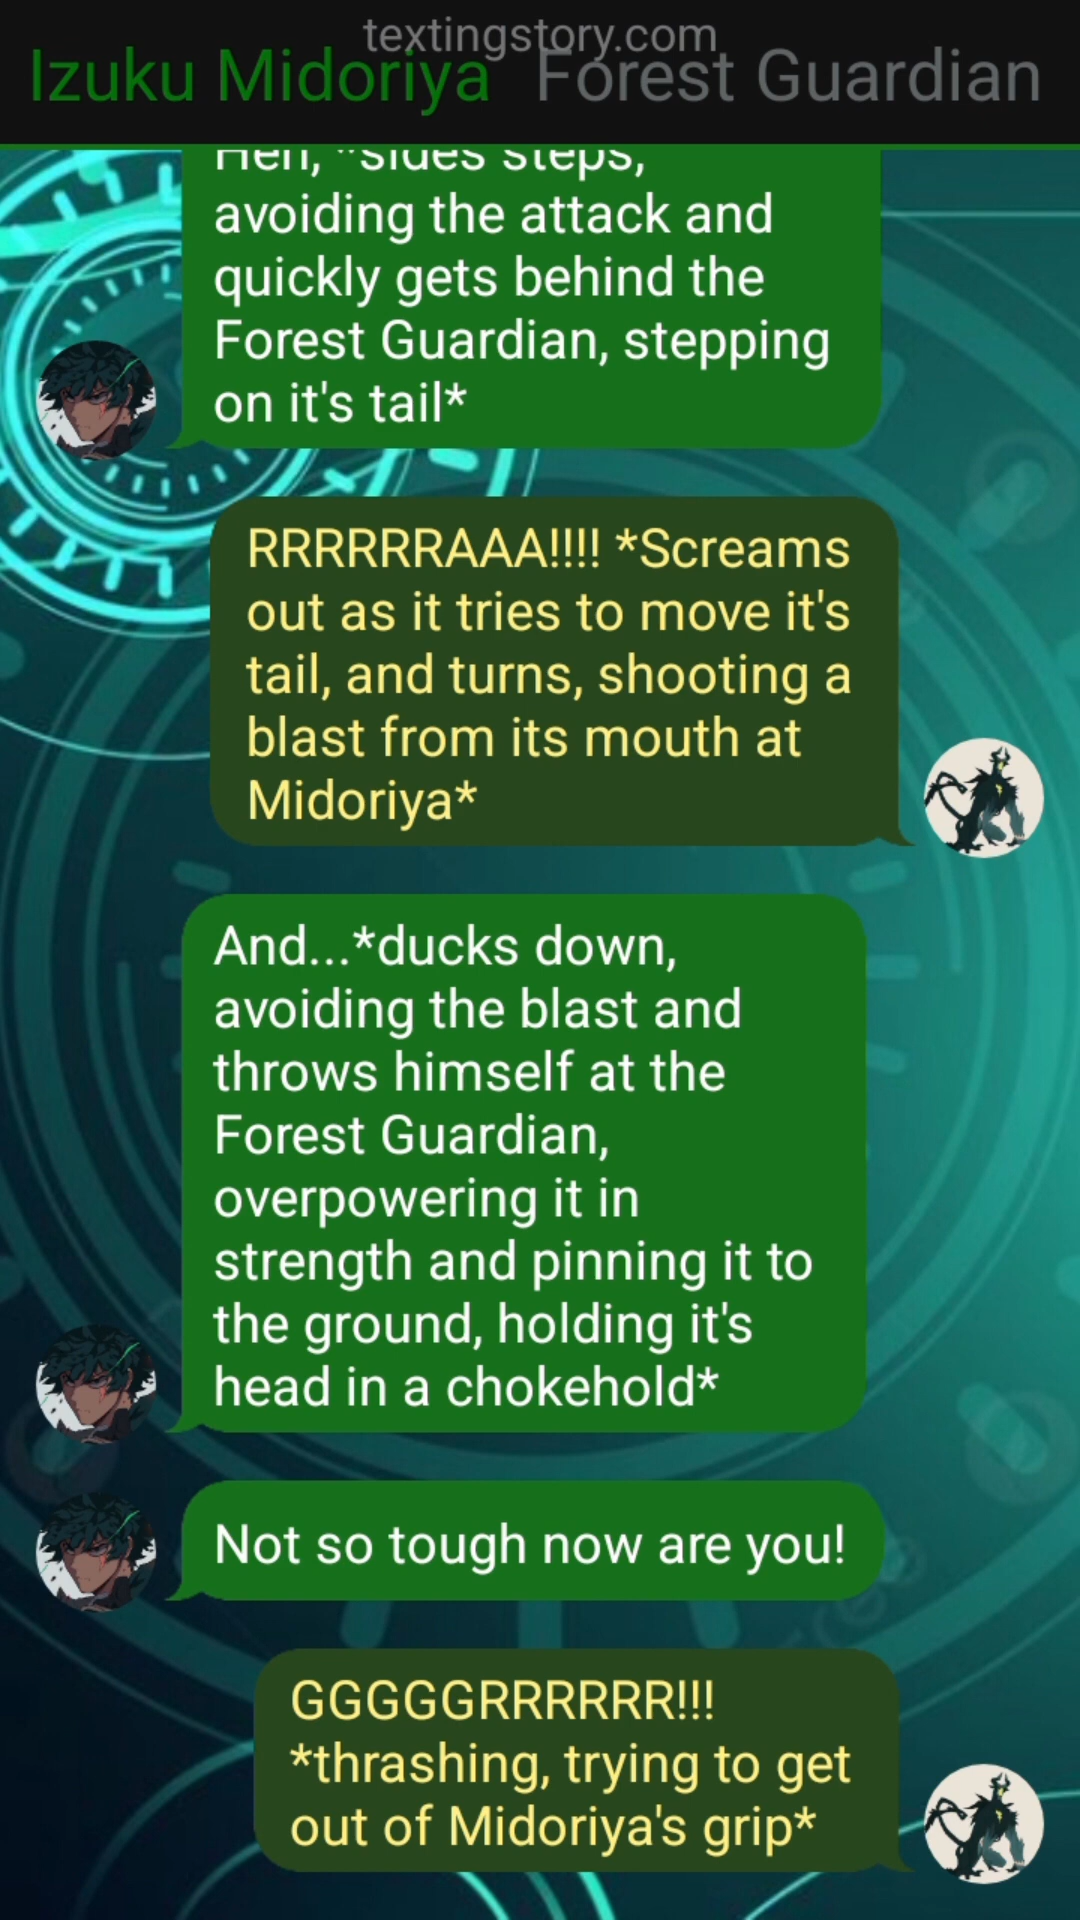 textingstory.com
Izuku Midoriya Forest Guardian
Heh, *sides steps,
avoiding the attack and
quickly gets behind the
Forest Guardian, stepping
on it's tail*
RRRRRRAAA!!!! *Screams
out as it tries to move it's
tail, and turns, shooting a
blast from its mouth at
Midoriya*
And...*ducks down,
avoiding the blast and
throws himself at the
Forest Guardian,
overpowering it in
strength and pinning it to
the ground, holding it's
head in a chokehold*
Not so tough now are you!
GGGGGRRRRRR!!!
*thrashing, trying to get
out of Midoriya's grip*